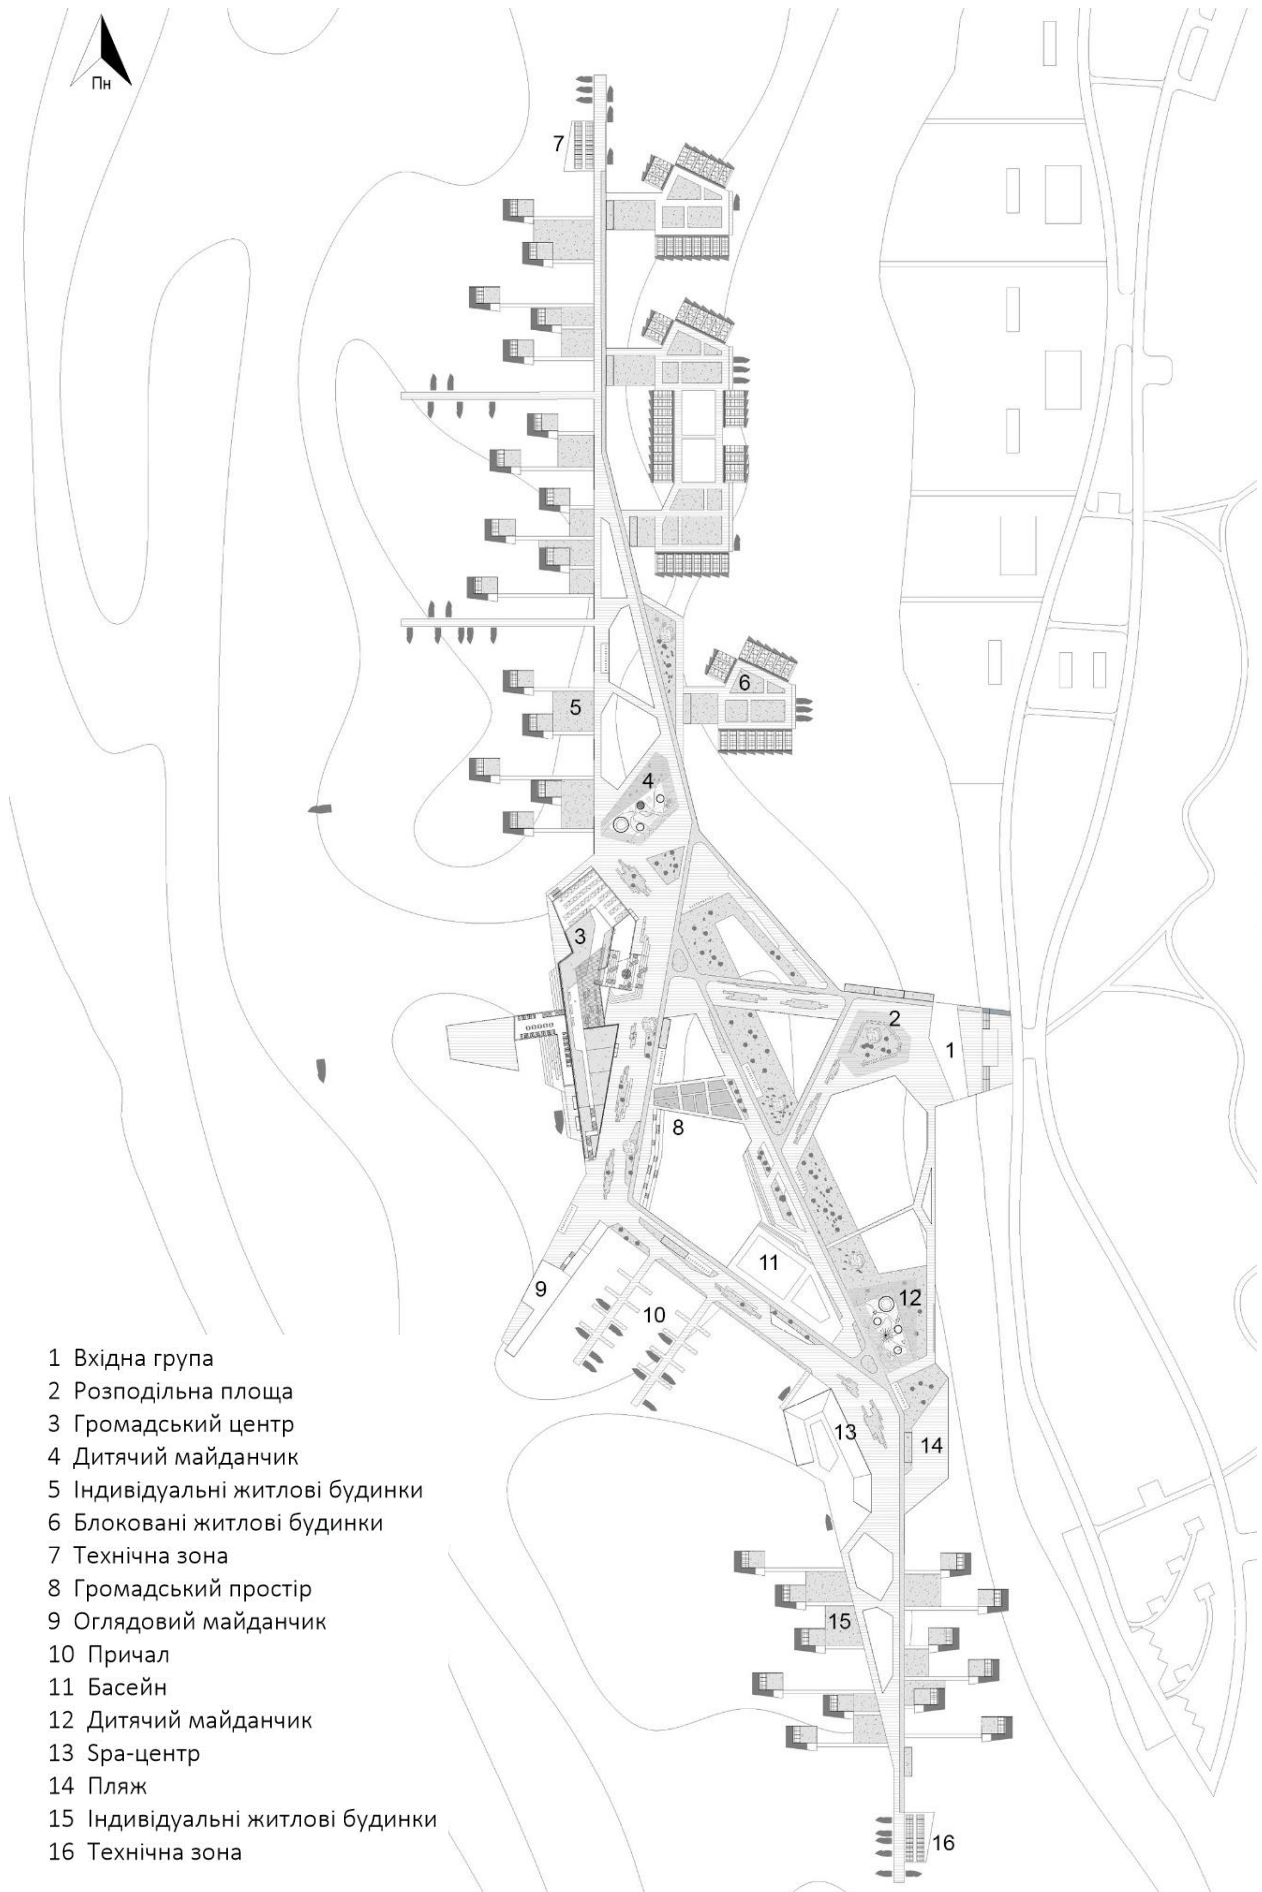 Пн
7
6
5
4
3
2
1
8
11
9
12
10
13
14
15
16
1 Вхідна група
2 Розподільна площа
3 Громадський центр
4 Дитячий майданчик
5 Індивідуальні житлові будинки
6 Блоковані житлові будинки
7 Технічна зона
8 Громадський простір
9 Оглядовий майданчик
10 Причал
11 Басейн
12 Дитячий майданчик
13 Spa-центр
14 Пляж
15 Індивідуальні житлові будинки
16 Технічна зона